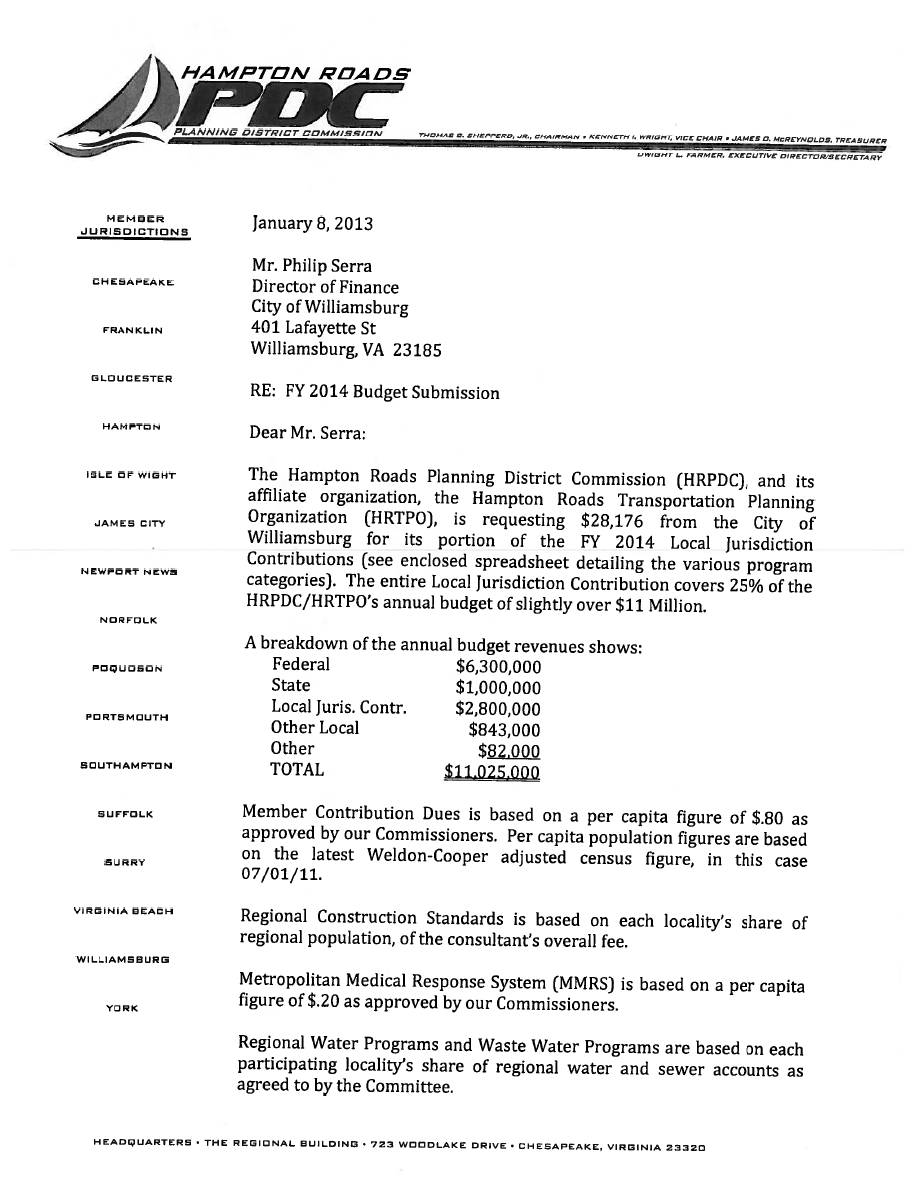 HAMPTON ROADS
PDC
PLANNING DISTRICT COMMISSION
THOMAS G. SHEPPERD, JR., CHAIRMAN • KENNETH I. WRIGHT, VICE CHAIR • JAMES O. McREYNOLDS, TREASURER
DWIGHT L. FARMER, EXECUTIVE DIRECTOR/SECRETARY
MEMBER
JURISDICTIONS
CHESAPEAKE
FRANKLIN
GLOUCESTER
HAMPTON
ISLE OF WIGHT
JAMES CITY
NEWPORT NEWS
NORFOLK
POQUOSON
PORTSMOUTH
SOUTHAMPTON
SUFFOLK
SURRY
VIRGINIA BEACH
WILLIAMSBURG
YORK
January 8, 2013
Mr. Philip Serra
Director of Finance
City of Williamsburg
401 Lafayette St
Williamsburg, VA 23185
RE: FY 2014 Budget Submission
Dear Mr. Serra:
The Hampton Roads Planning District Commission (HRPDC), and its
affiliate organization, the Hampton Roads Transportation Planning
Organization (HRTPO), is requesting $28,176 from the City of
Williamsburg for its portion of the FY 2014 Local Jurisdiction
Contributions (see enclosed spreadsheet detailing the various program
categories). The entire Local Jurisdiction Contribution covers 25% of the
HRPDC/HRTPO's annual budget of slightly over $11 Million.
A breakdown of the annual budget revenues shows:
Federal $6,300,000
State $1,000,000
Local Juris. Contr. $2,800,000
Other Local $843,000
Other $82,000
TOTAL $11,025,000
Member Contribution Dues is based on a per capita figure of $.80 as
approved by our Commissioners. Per capita population figures are based
on the latest Weldon-Cooper adjusted census figure, in this case
07/01/11.
Regional Construction Standards is based on each locality's share of
regional population, of the consultant's overall fee.
Metropolitan Medical Response System (MMRS) is based on a per capita
figure of $.20 as approved by our Commissioners.
Regional Water Programs and Waste Water Programs are based on each
participating locality's share of regional water and sewer accounts as
agreed to by the Committee.
HEADQUARTERS • THE REGIONAL BUILDING • 723 WOODLAKE DRIVE • CHESAPEAKE, VIRGINIA 23320